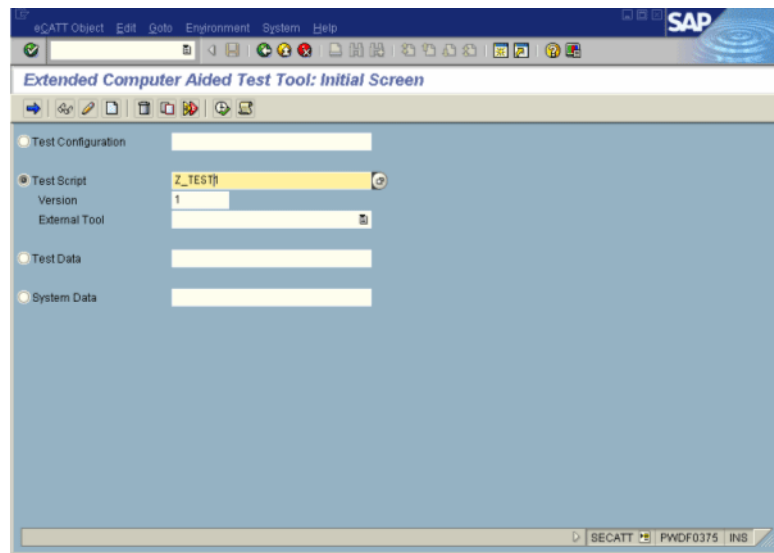 eCATT Object Edit Goto Environment System Help
SAP
Extended Computer Aided Test Tool: Initial Screen
Test Configuration
Test Script Z_TEST1
Version 1
External Tool
Test Data
System Data
SECATT PWDF0375 INS